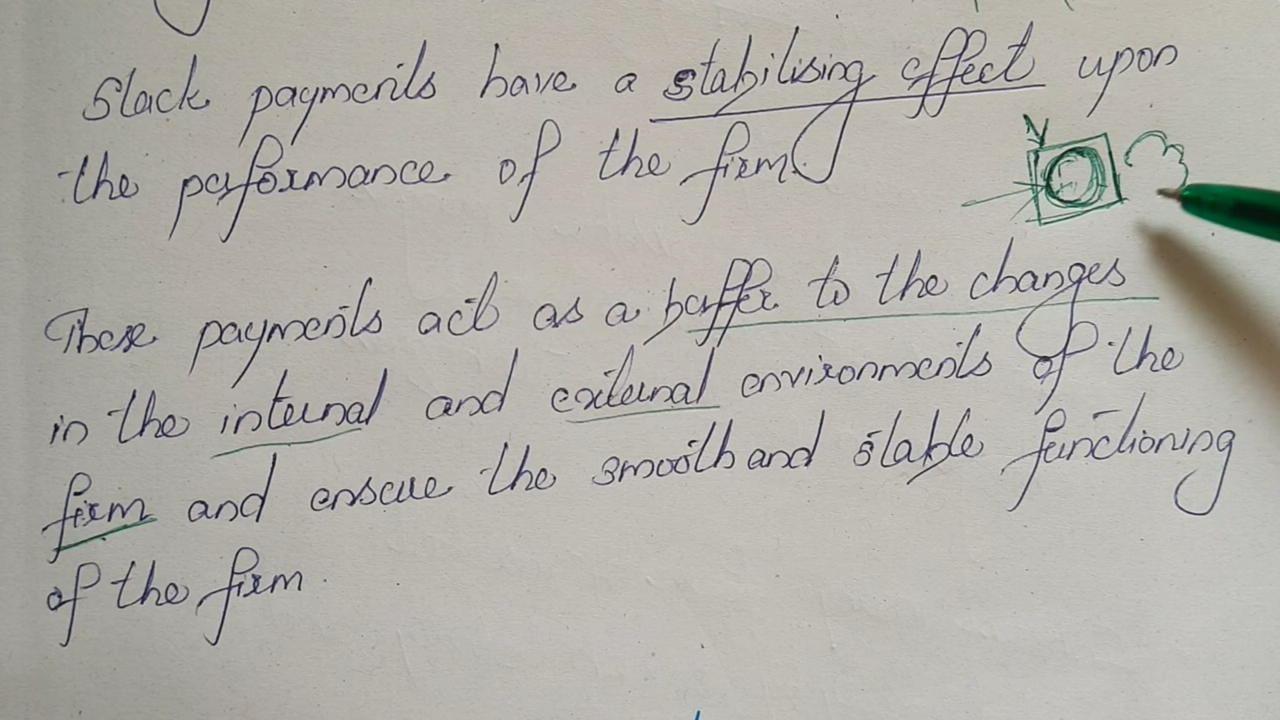 Slack payments have a stabilising effect upon
the performance of the firm.
These payments act as a buffer to the changes
in the internal and external environments of the
firm and ensure the smooth and stable functioning
of the firm.